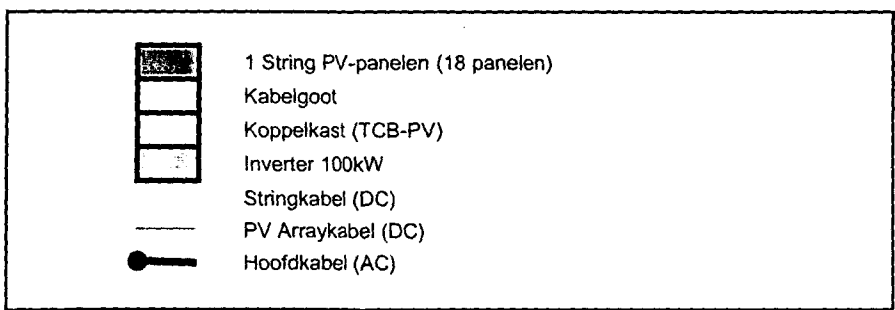 1 String PV-panelen (18 panelen)
Kabelgoot
Koppelkast (TCB-PV)
Inverter 100kW
Stringkabel (DC)
PV Arraykabel (DC)
Hoofdkabel (AC)